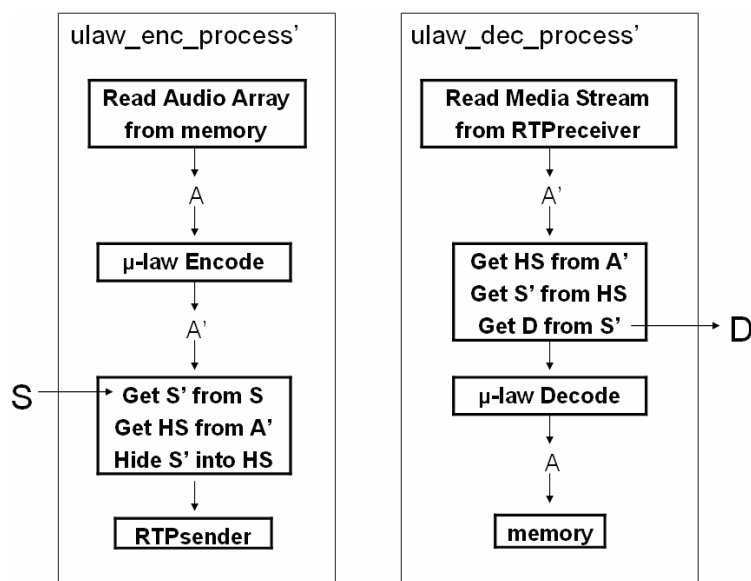 ulaw_enc_process’
Read Audio Array
from memory
A
µ-law Encode
A’
S
Get S’ from S
Get HS from A’
Hide S’ into HS
RTPsender
ulaw_dec_process’
Read Media Stream
from RTPreceiver
A’
Get HS from A’
Get S’ from HS
Get D from S’
D
µ-law Decode
A
memory